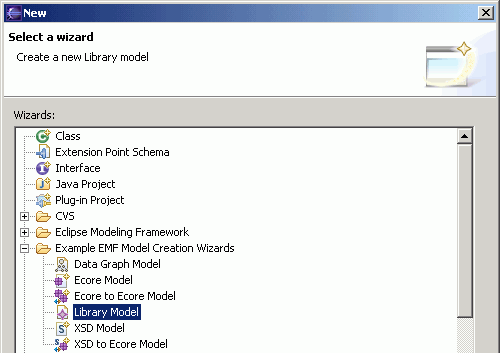 New
Select a wizard
Create a new Library model
Wizards:
Class
Extension Point Schema
Interface
Java Project
Plug-in Project
CVS
Eclipse Modeling Framework
Example EMF Model Creation Wizards
Data Graph Model
Ecore Model
Ecore to Ecore Model
Library Model
XSD Model
XSD to Ecore Model